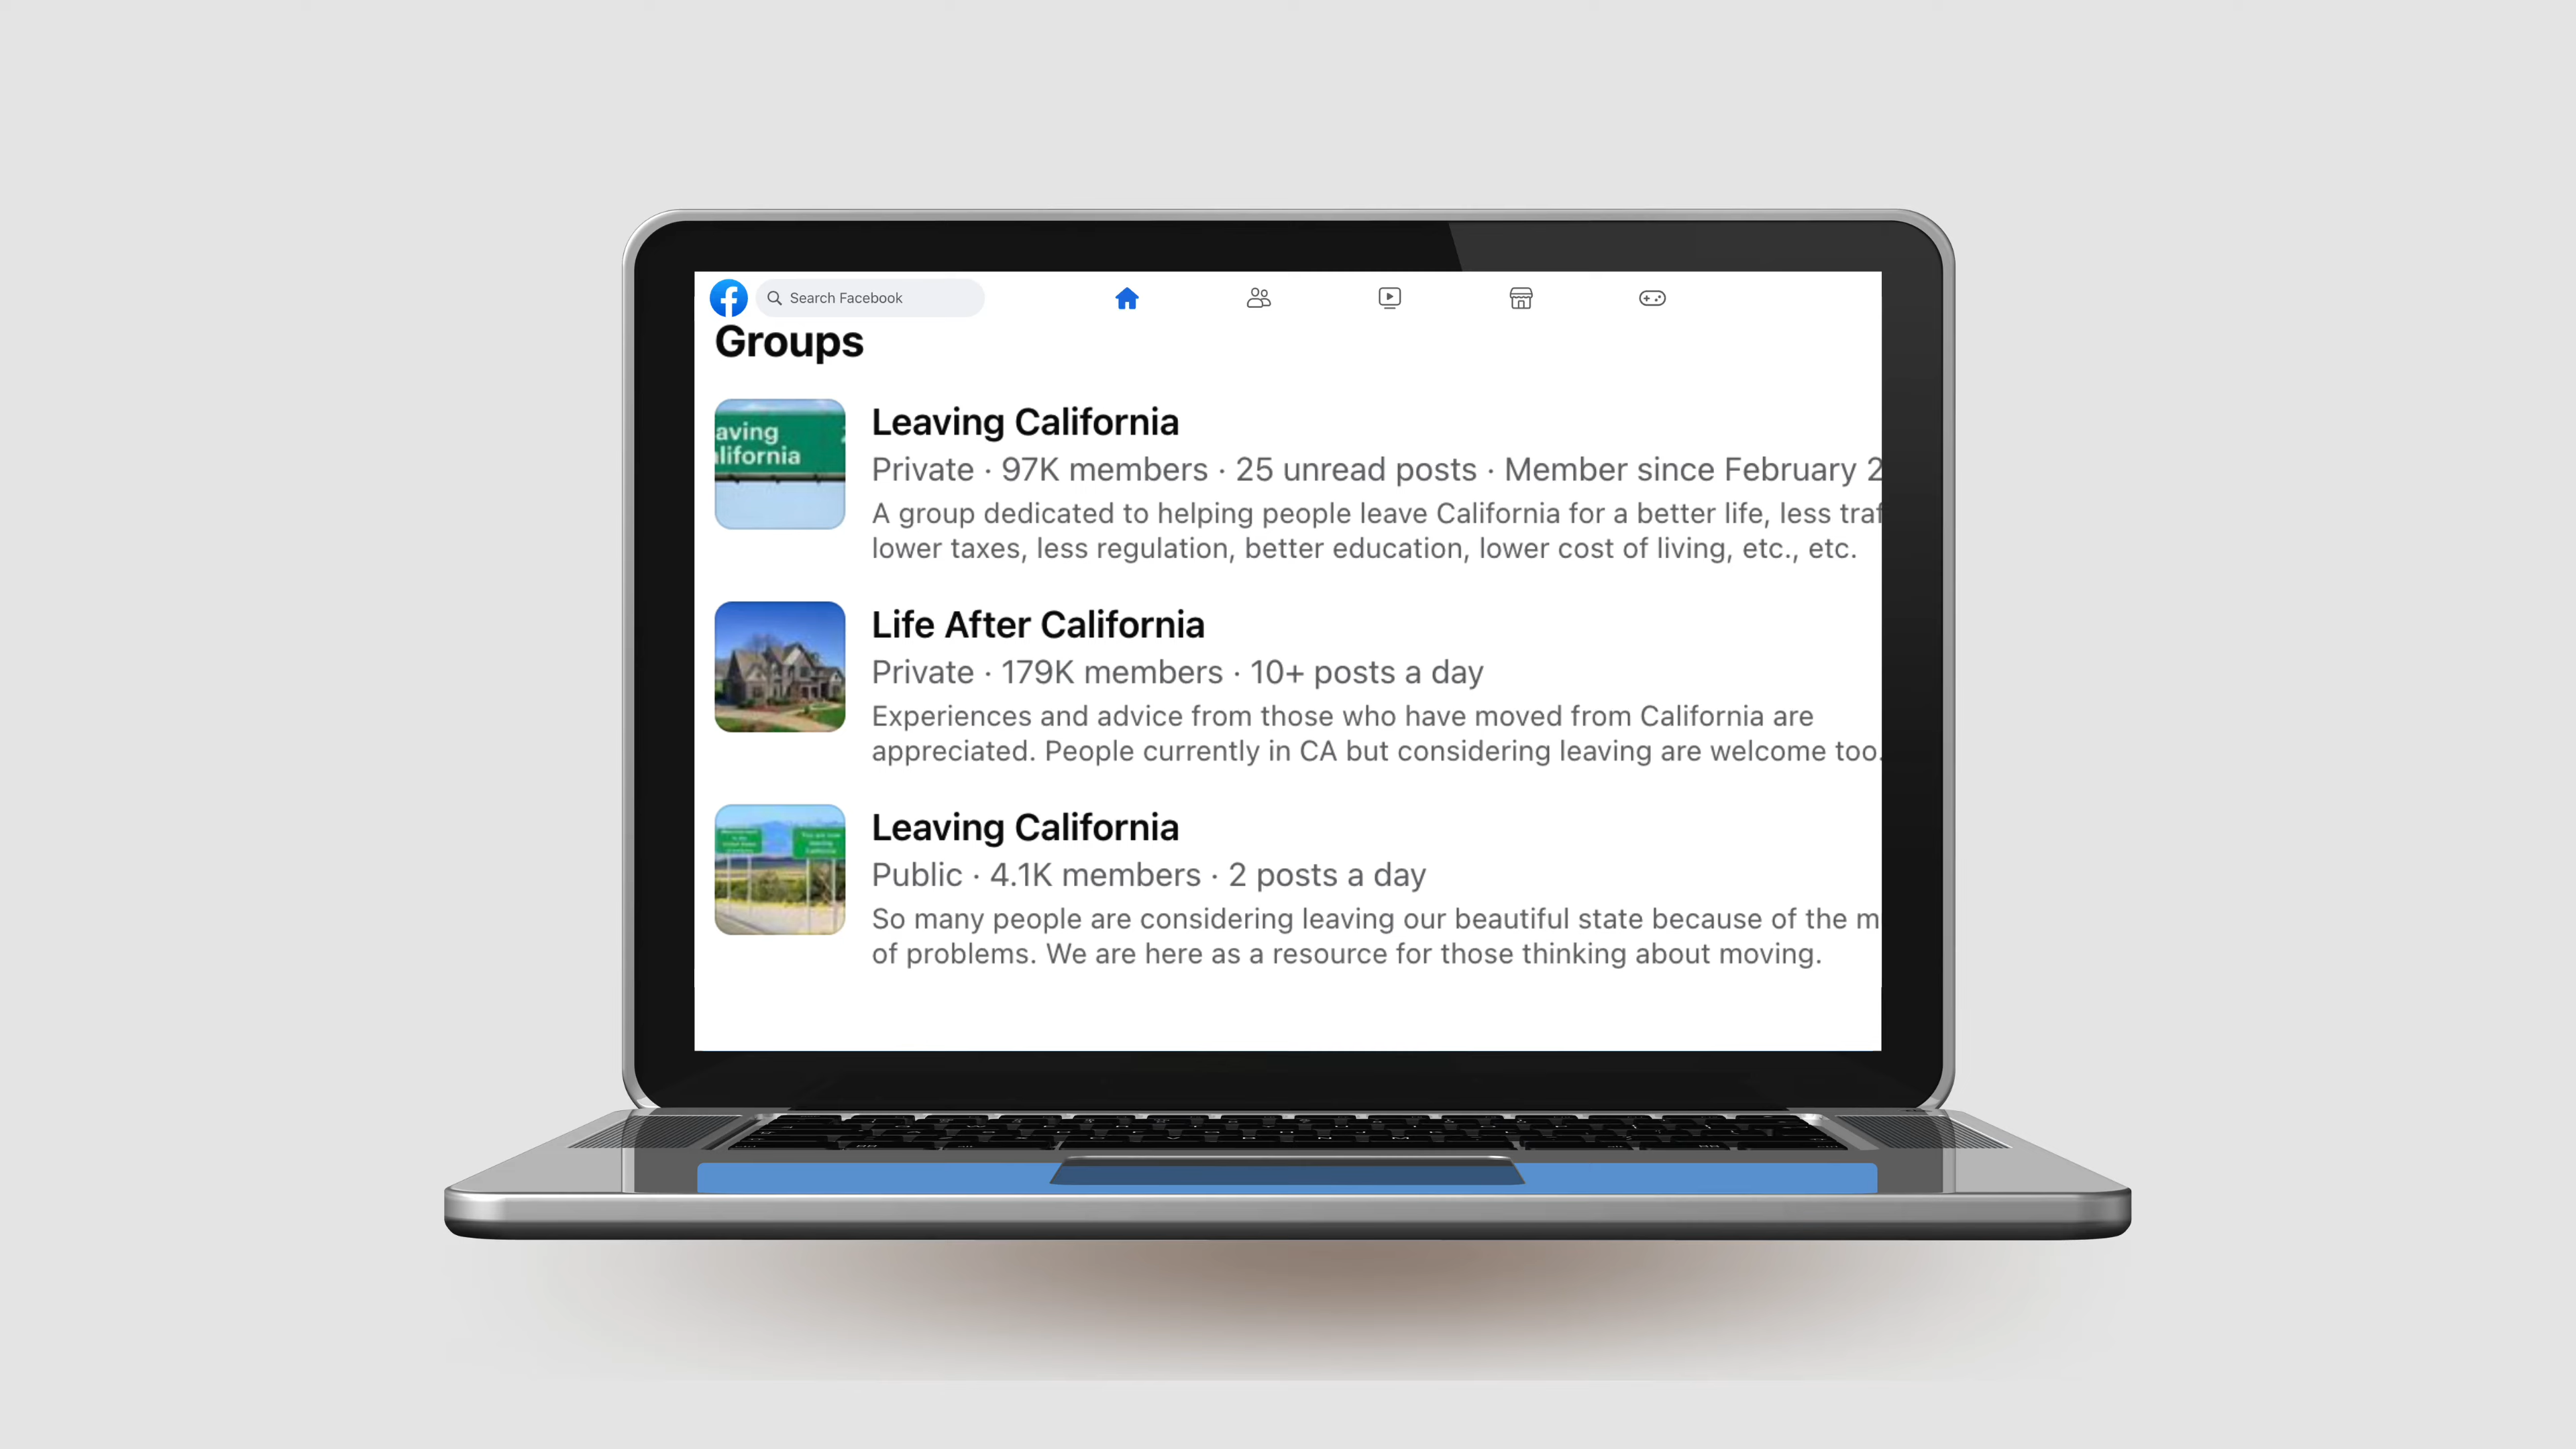 Search Facebook
Groups
aving
lifornia
Leaving California
Private · 97K members · 25 unread posts · Member since February 2
A group dedicated to helping people leave California for a better life, less traf
lower taxes, less regulation, better education, lower cost of living, etc., etc.
Life After California
Private · 179K members · 10+ posts a day
Experiences and advice from those who have moved from California are
appreciated. People currently in CA but considering leaving are welcome too.
Leaving California
Public · 4.1K members · 2 posts a day
So many people are considering leaving our beautiful state because of the m
of problems. We are here as a resource for those thinking about moving.